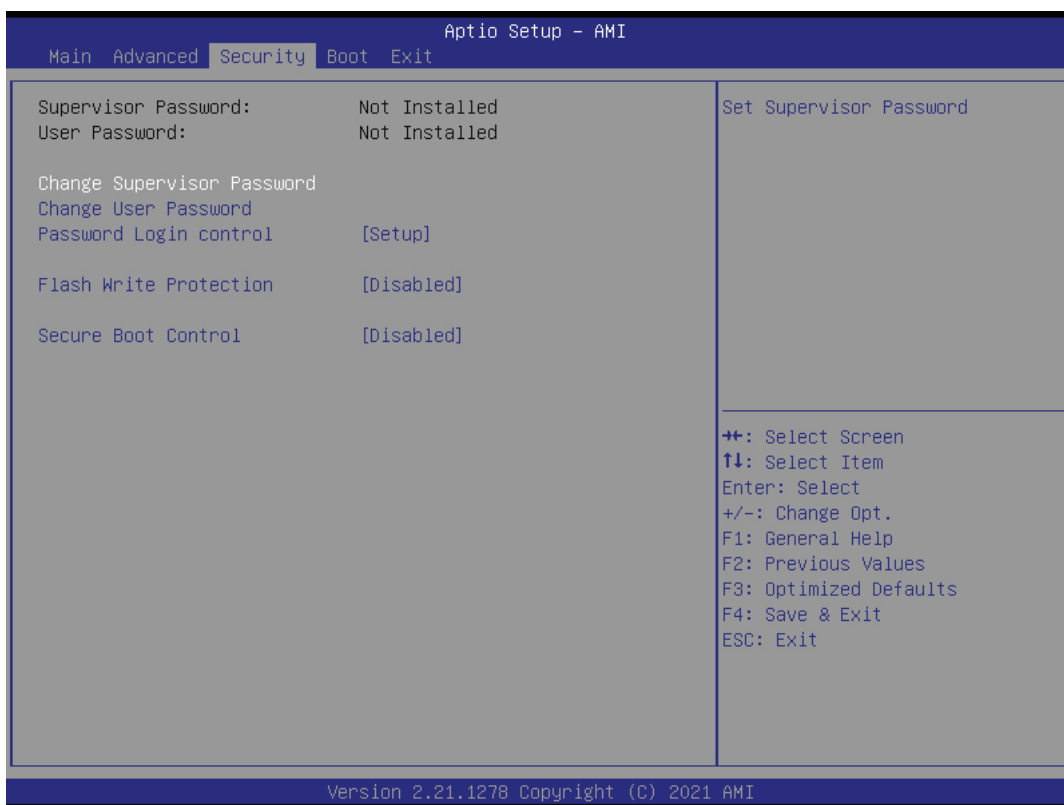 Aptio Setup – AMI
Main Advanced Security Boot Exit
Supervisor Password: Not Installed
User Password: Not Installed
Change Supervisor Password
Change User Password
Password Login control [Setup]
Flash Write Protection [Disabled]
Secure Boot Control [Disabled]
Set Supervisor Password
→←: Select Screen
↑↓: Select Item
Enter: Select
+/-: Change Opt.
F1: General Help
F2: Previous Values
F3: Optimized Defaults
F4: Save & Exit
ESC: Exit
Version 2.21.1278 Copyright (C) 2021 AMI